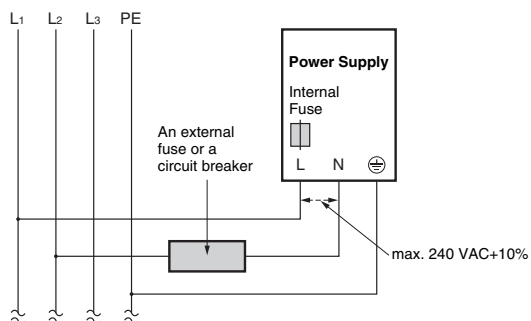 L1 L2 L3 PE
Power Supply
Internal
Fuse
An external
fuse or a
circuit breaker
L N
max. 240 VAC+10%